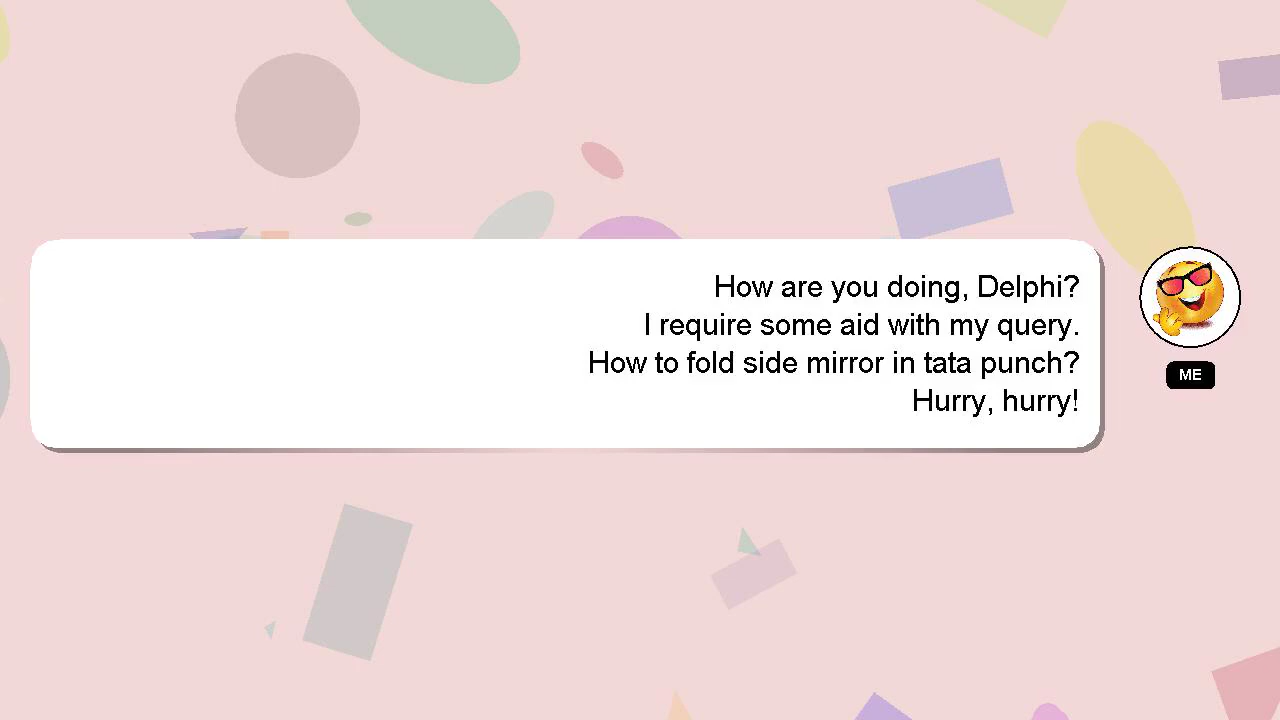 How are you doing, Delphi?
I require some aid with my query.
How to fold side mirror in tata punch?
Hurry, hurry!
ME